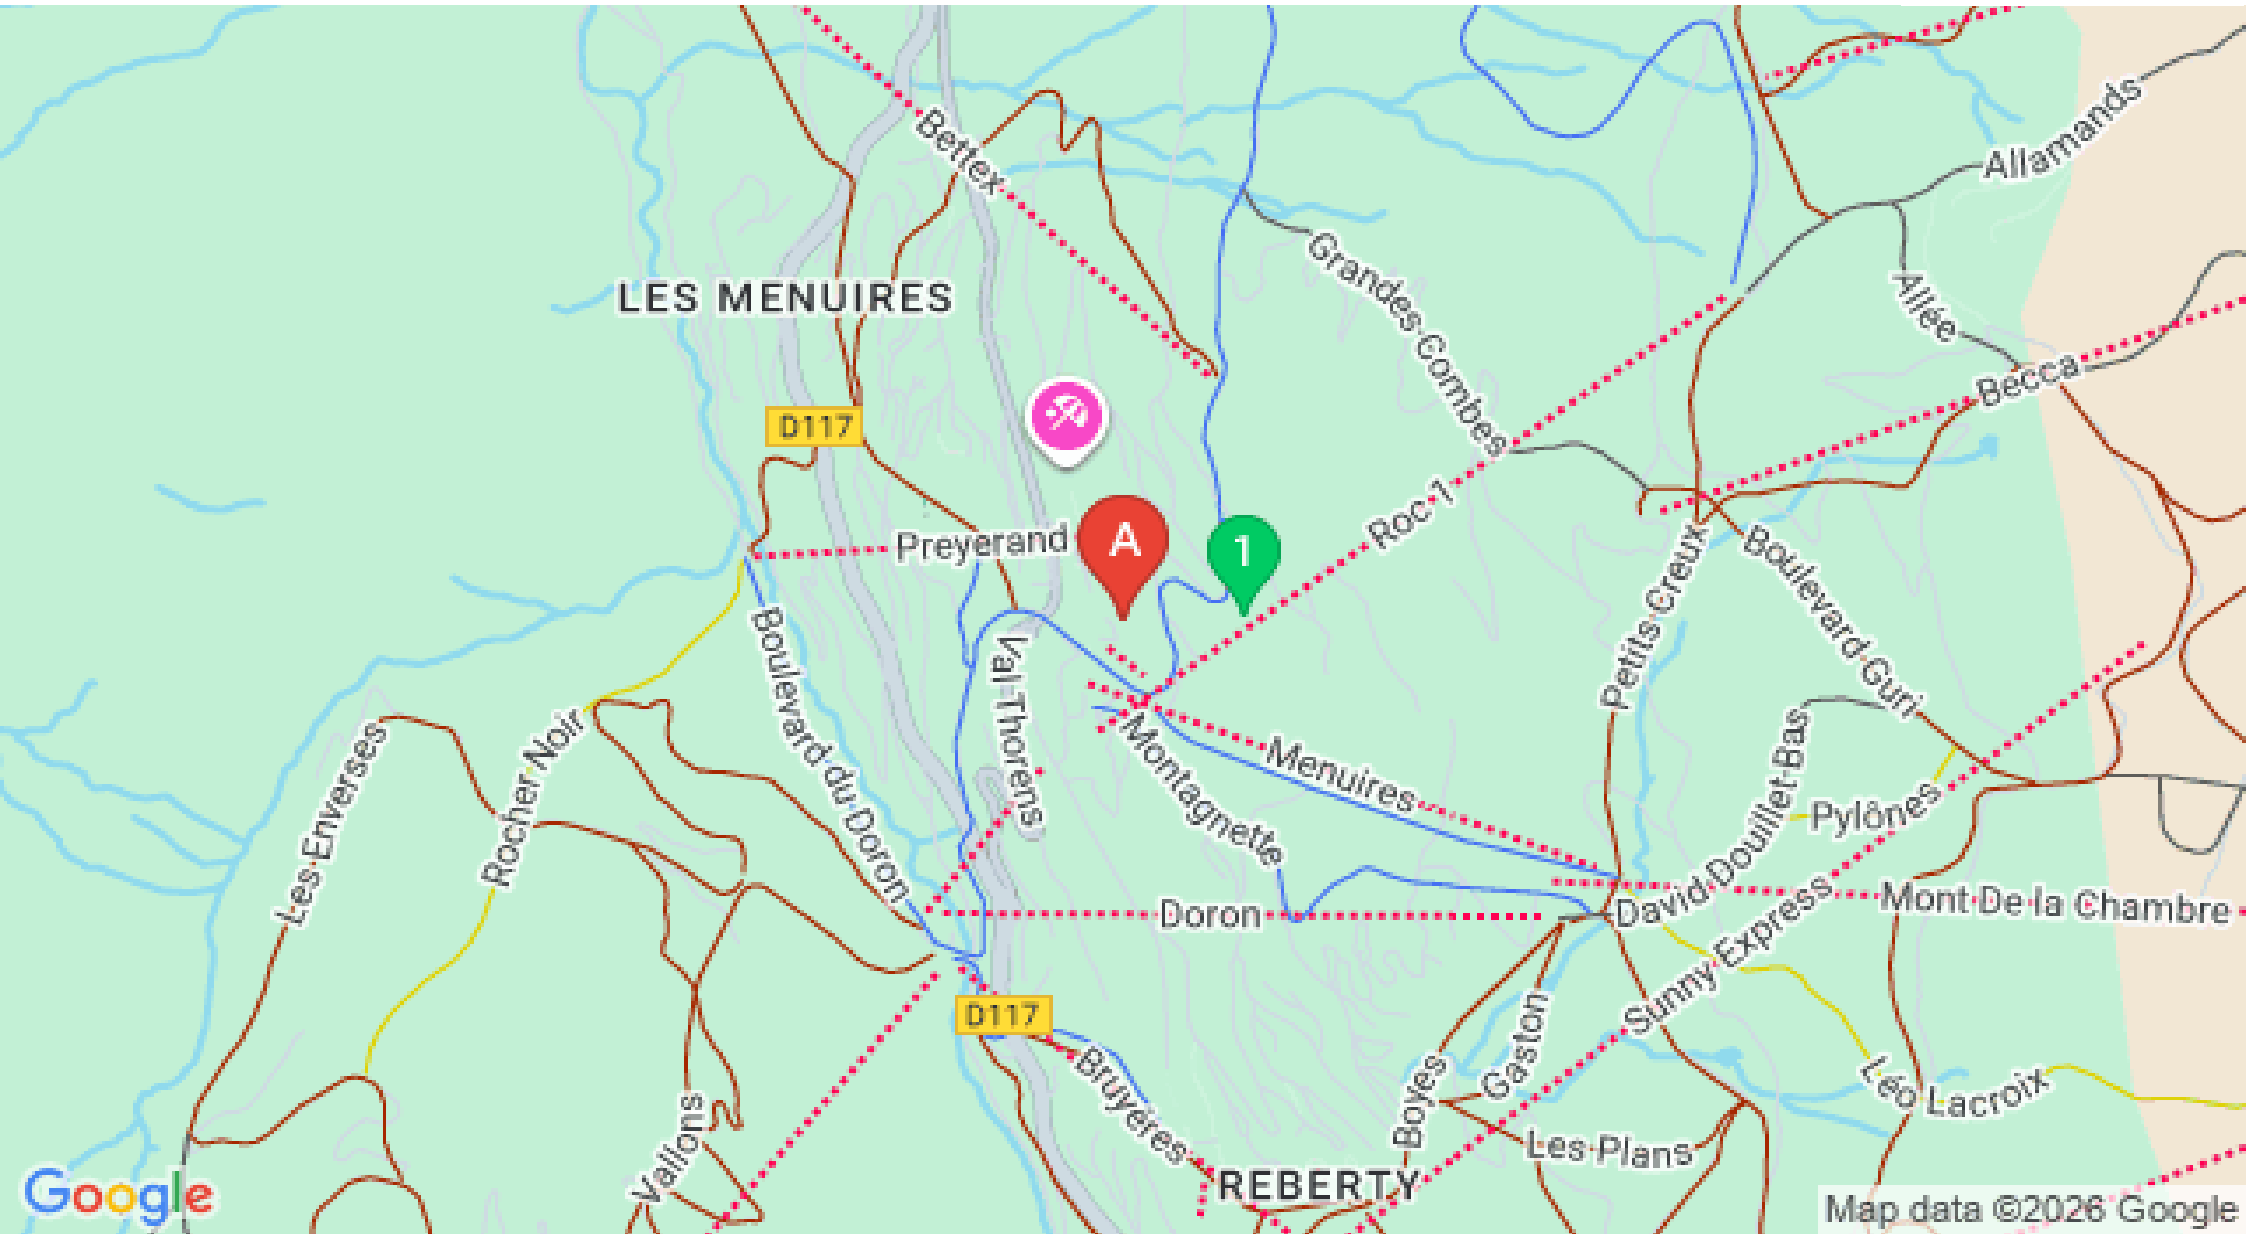 Allamands
Bettex
Grandes Combes
LES MENUIRES
Allée
Becca
D117
A
1
Roc 1
Preyerand
Petits Creux
Boulevard Guri
Boulevard du Doron
Val Thorens
Les Enverses
Rocher Noir
Montagnette
Menuires
David Douillet Bas
Pylônes
Doron
Mont De la Chambre
Sunny Express
D117
Gaston
Boyes
Bruyéres
Léo Lacroix
Les Plans
Vallons
REBERTY
Google
Map data ©2026 Google